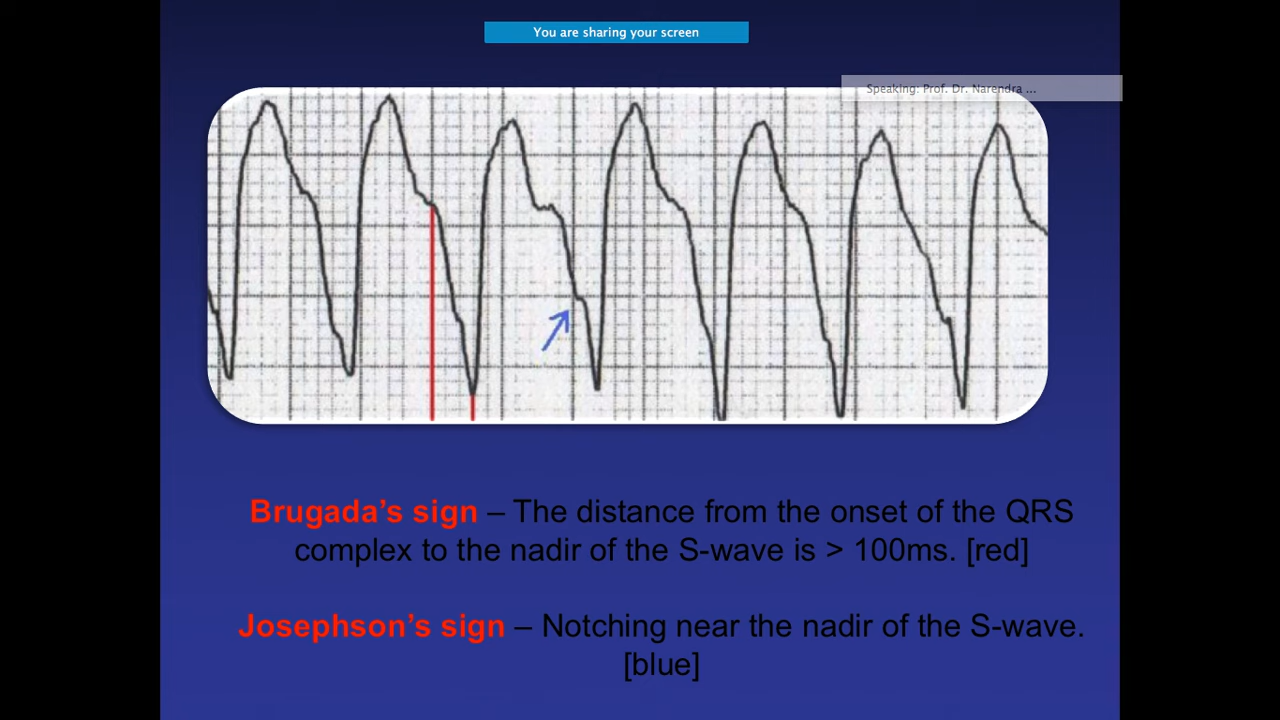 You are sharing your screen
Speaking: Prof. Dr. Narendra ...
Brugada’s sign – The distance from the onset of the QRS
complex to the nadir of the S-wave is > 100ms. [red]
Josephson’s sign – Notching near the nadir of the S-wave.
[blue]